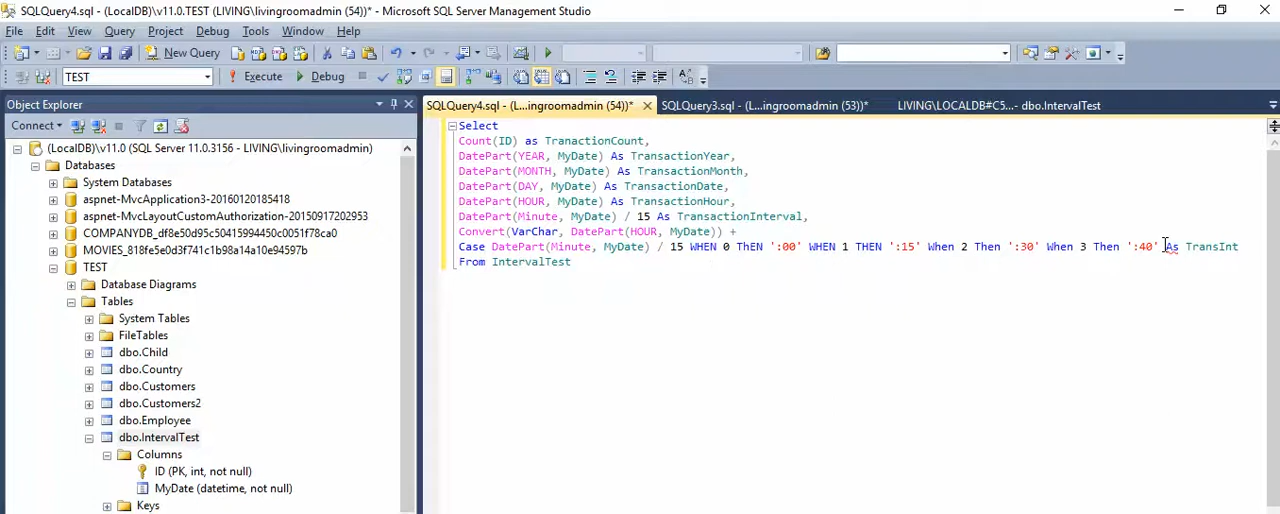 SQLQuery4.sql - (LocalDB)\v11.0.TEST (LIVING\livingroomadmin (54))* - Microsoft SQL Server Management Studio
File Edit View Query Project Debug Tools Window Help
New Query
TEST Execute Debug
Object Explorer
SQLQuery4.sql - (L...ingroomadmin (54))* SQLQuery3.sql - (L...ingroomadmin (53))* LIVING\LOCALDB#C5...- dbo.IntervalTest
Connect
(LocalDB)\v11.0 (SQL Server 11.0.3156 - LIVING\livingroomadmin)
Databases
System Databases
aspnet-MvcApplication3-20160120185418
aspnet-MvcLayoutCustomAuthorization-20150917202953
COMPANYDB_df8e50d95c50415994450c0051f78ca0
MOVIES_818fe5e0d3f741c1b98a14a10e94195b
TEST
Database Diagrams
Tables
System Tables
FileTables
dbo.Child
dbo.Country
dbo.Customers
dbo.Customers2
dbo.Employee
dbo.IntervalTest
Columns
ID (PK, int, not null)
MyDate (datetime, not null)
Keys
Select
Count(ID) as TranactionCount,
DatePart(YEAR, MyDate) As TransactionYear,
DatePart(MONTH, MyDate) As TransactionMonth,
DatePart(DAY, MyDate) As TransactionDate,
DatePart(HOUR, MyDate) As TransactionHour,
DatePart(Minute, MyDate) / 15 As TransactionInterval,
Convert(VarChar, DatePart(HOUR, MyDate)) +
Case DatePart(Minute, MyDate) / 15 WHEN 0 ThEN ':00' WHEN 1 THEN ':15' When 2 Then ':30' When 3 Then ':40' As TransInt
From IntervalTest